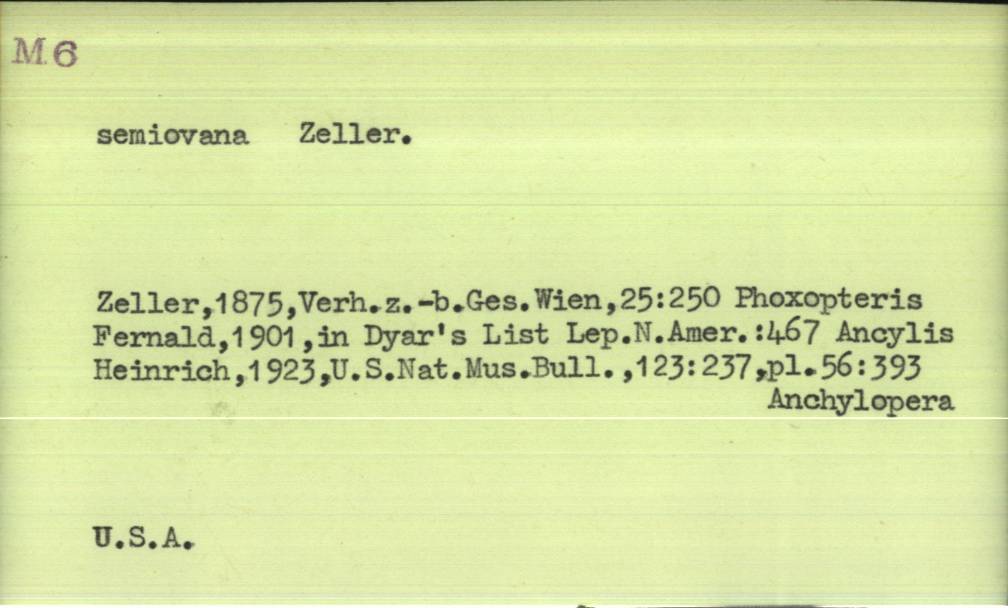 M6
semiovana Zeller.
Zeller,1875,Verh.z.-b.Ges.Wien,25:250 Phoxopteris
Fernald,1901,in Dyar's List Lep.N.Amer.:467 Ancylis
Heinrich,1923,U.S.Nat.Mus.Bull.,123:237,pl.56:393
Anchylopera
U.S.A.